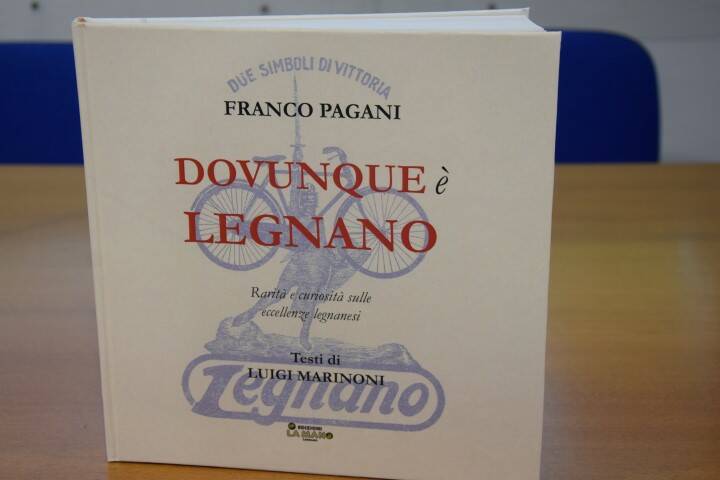 DUE SIMBOLI DI VITTORIA
FRANCO PAGANI
DOVUNQUE è
LEGNANO
Rarità e curiosità sulle
eccellenze legnanesi
Testi di
LUIGI MARINONI
Legnano
EDIZIONI
LA MANO